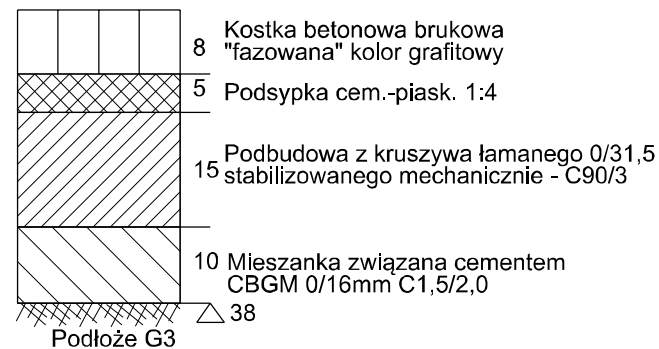 8 Kostka betonowa brukowa
"fazowana" kolor grafitowy
5 Podsypka cem.-piask. 1:4
15 Podbudowa z kruszywa łamanego 0/31,5
stabilizowanego mechanicznie - C90/3
10 Mieszanka związana cementem
CBGM 0/16mm C1,5/2,0
38
Podłoże G3